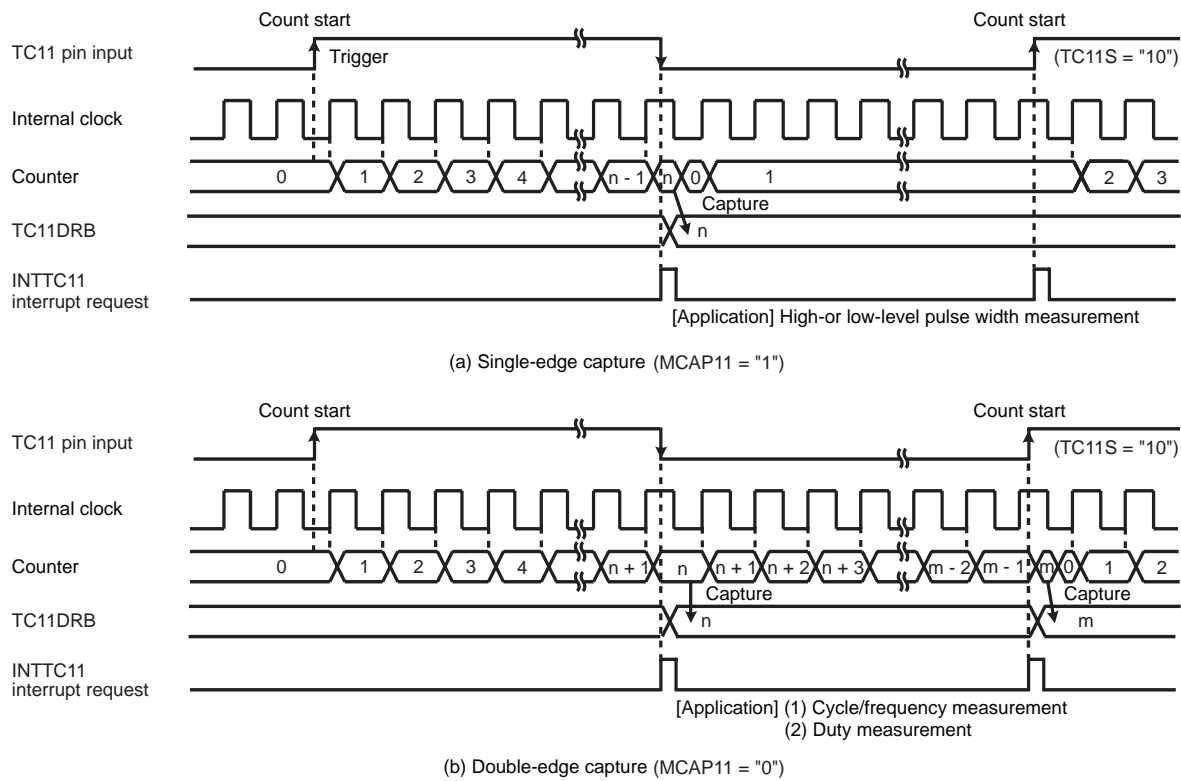 Count start Count start
TC11 pin input Trigger (TC11S = "10")
Internal clock
Counter 0 1 2 3 4 n - 1 n 0 1 2 3
Capture
TC11DRB n
INTTC11
interrupt request
[Application] High-or low-level pulse width measurement
(a) Single-edge capture (MCAP11 = "1")
Count start Count start
TC11 pin input (TC11S = "10")
Internal clock
Counter 0 1 2 3 4 n + 1 n n + 1 n + 2 n + 3 m - 2 m - 1 m 0 1 2
Capture Capture
TC11DRB n m
INTTC11
interrupt request
[Application] (1) Cycle/frequency measurement
(2) Duty measurement
(b) Double-edge capture (MCAP11 = "0")